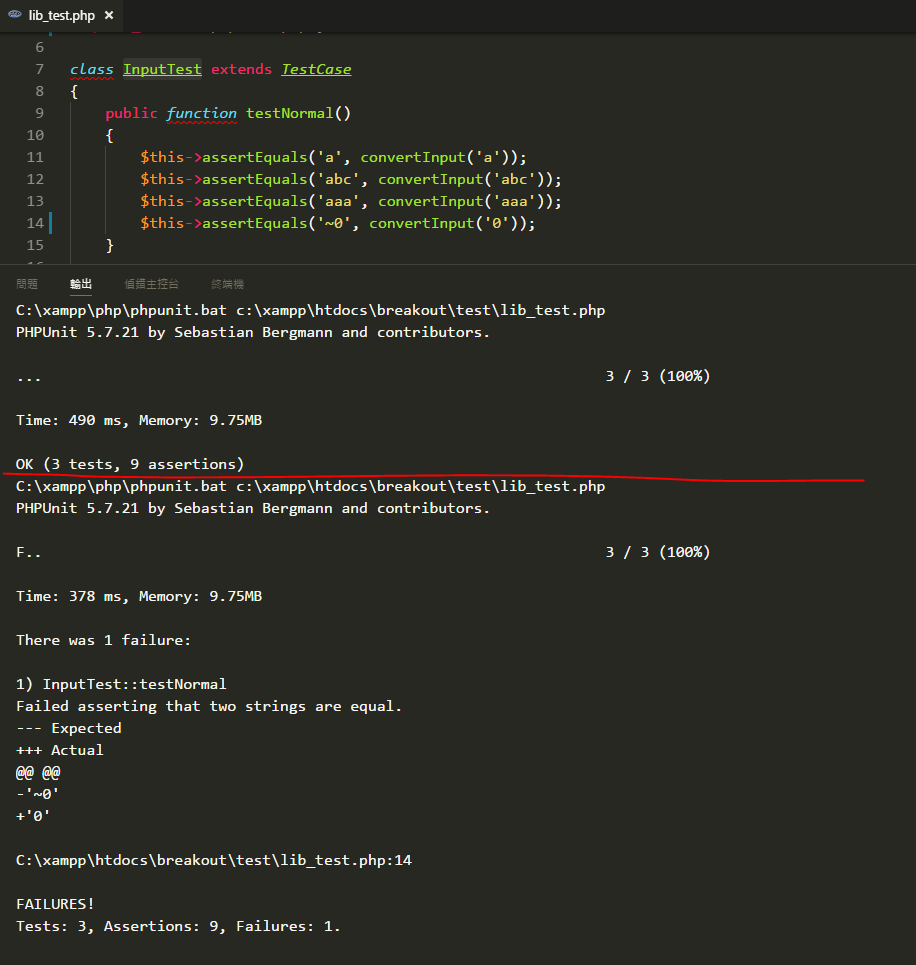 lib_test.php
6
7 class InputTest extends TestCase
8 {
9 public function testNormal()
10 {
11 $this->assertEquals('a', convertInput('a'));
12 $this->assertEquals('abc', convertInput('abc'));
13 $this->assertEquals('aaa', convertInput('aaa'));
14 $this->assertEquals('~0', convertInput('0'));
15 }
問題 輸出 偵錯主控台 終端機
C:\xampp\php\phpunit.bat c:\xampp\htdocs\breakout\test\lib_test.php
PHPUnit 5.7.21 by Sebastian Bergmann and contributors.
... 3 / 3 (100%)
Time: 490 ms, Memory: 9.75MB
OK (3 tests, 9 assertions)
C:\xampp\php\phpunit.bat c:\xampp\htdocs\breakout\test\lib_test.php
PHPUnit 5.7.21 by Sebastian Bergmann and contributors.
F.. 3 / 3 (100%)
Time: 378 ms, Memory: 9.75MB
There was 1 failure:
1) InputTest::testNormal
Failed asserting that two strings are equal.
--- Expected
+++ Actual
@@ @@
-'~0'
+'0'
C:\xampp\htdocs\breakout\test\lib_test.php:14
FAILURES!
Tests: 3, Assertions: 9, Failures: 1.